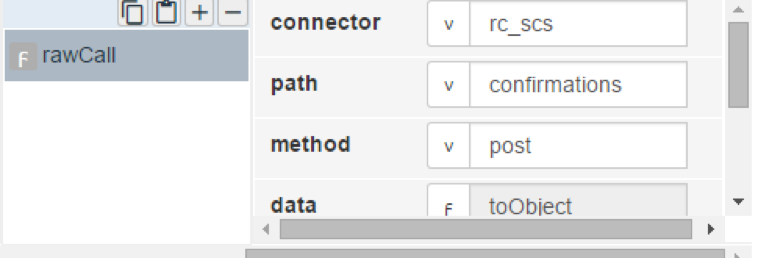 connector v rc_scs
F rawCall
path v confirmations
method v post
data F toObject